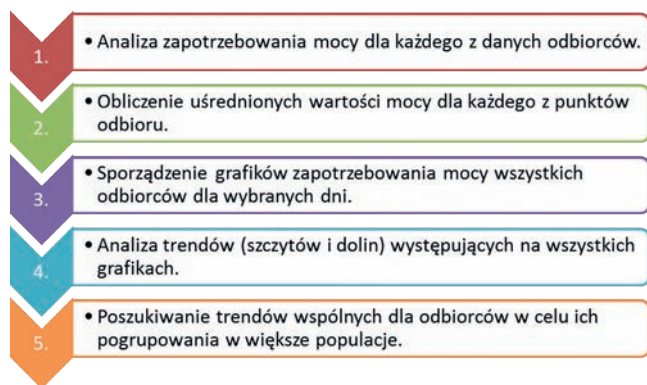 1.
• Analiza zapotrzebowania mocy dla każdego z danych odbiorców.
2.
• Obliczenie uśrednionych wartości mocy dla każdego z punktów
odbioru.
3.
• Sporządzenie grafików zapotrzebowania mocy wszystkich
odbiorców dla wybranych dni.
4.
• Analiza trendów (szczytów i dolin) występujących na wszystkich
grafikach.
5.
• Poszukiwanie trendów wspólnych dla odbiorców w celu ich
pogrupowania w większe populacje.